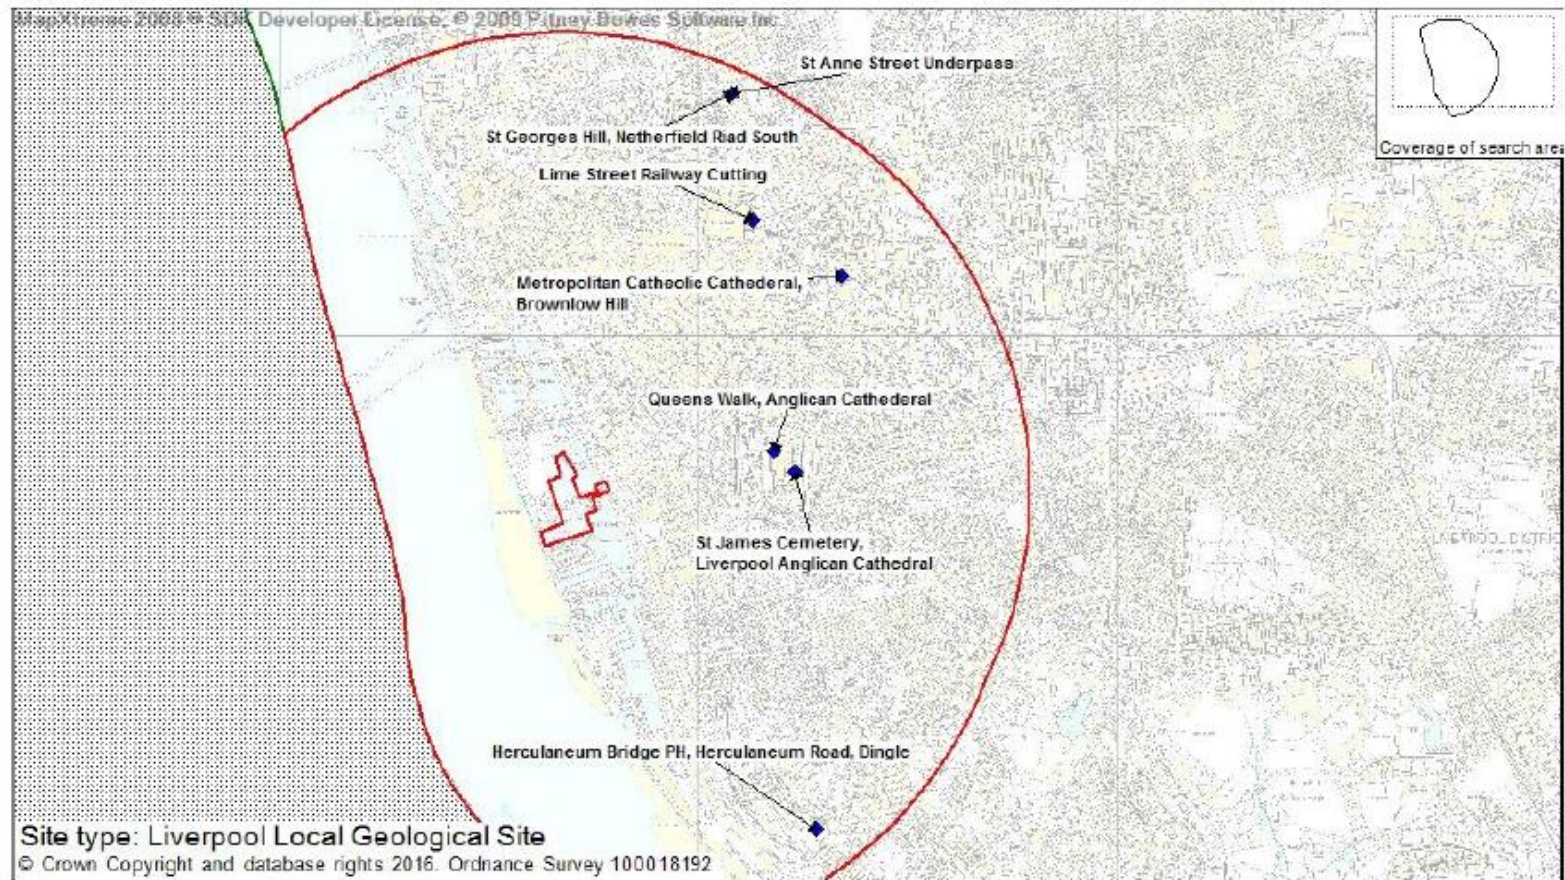 MapXtreme 2008 ® SDK Developer License. © 2009 Pitney Bowes Software Inc.
St Anne Street Underpass
St Georges Hill, Netherfield Riad South
Coverage of search area
Lime Street Railway Cutting
Metropolitan Catheolic Cathederal,
Brownlow Hill
Queens Walk, Anglican Cathederal
St James Cemetery,
Liverpool Anglican Cathedral
Herculaneum Bridge PH, Herculaneum Road, Dingle
Site type: Liverpool Local Geological Site
© Crown Copyright and database rights 2016. Ordnance Survey 100018192